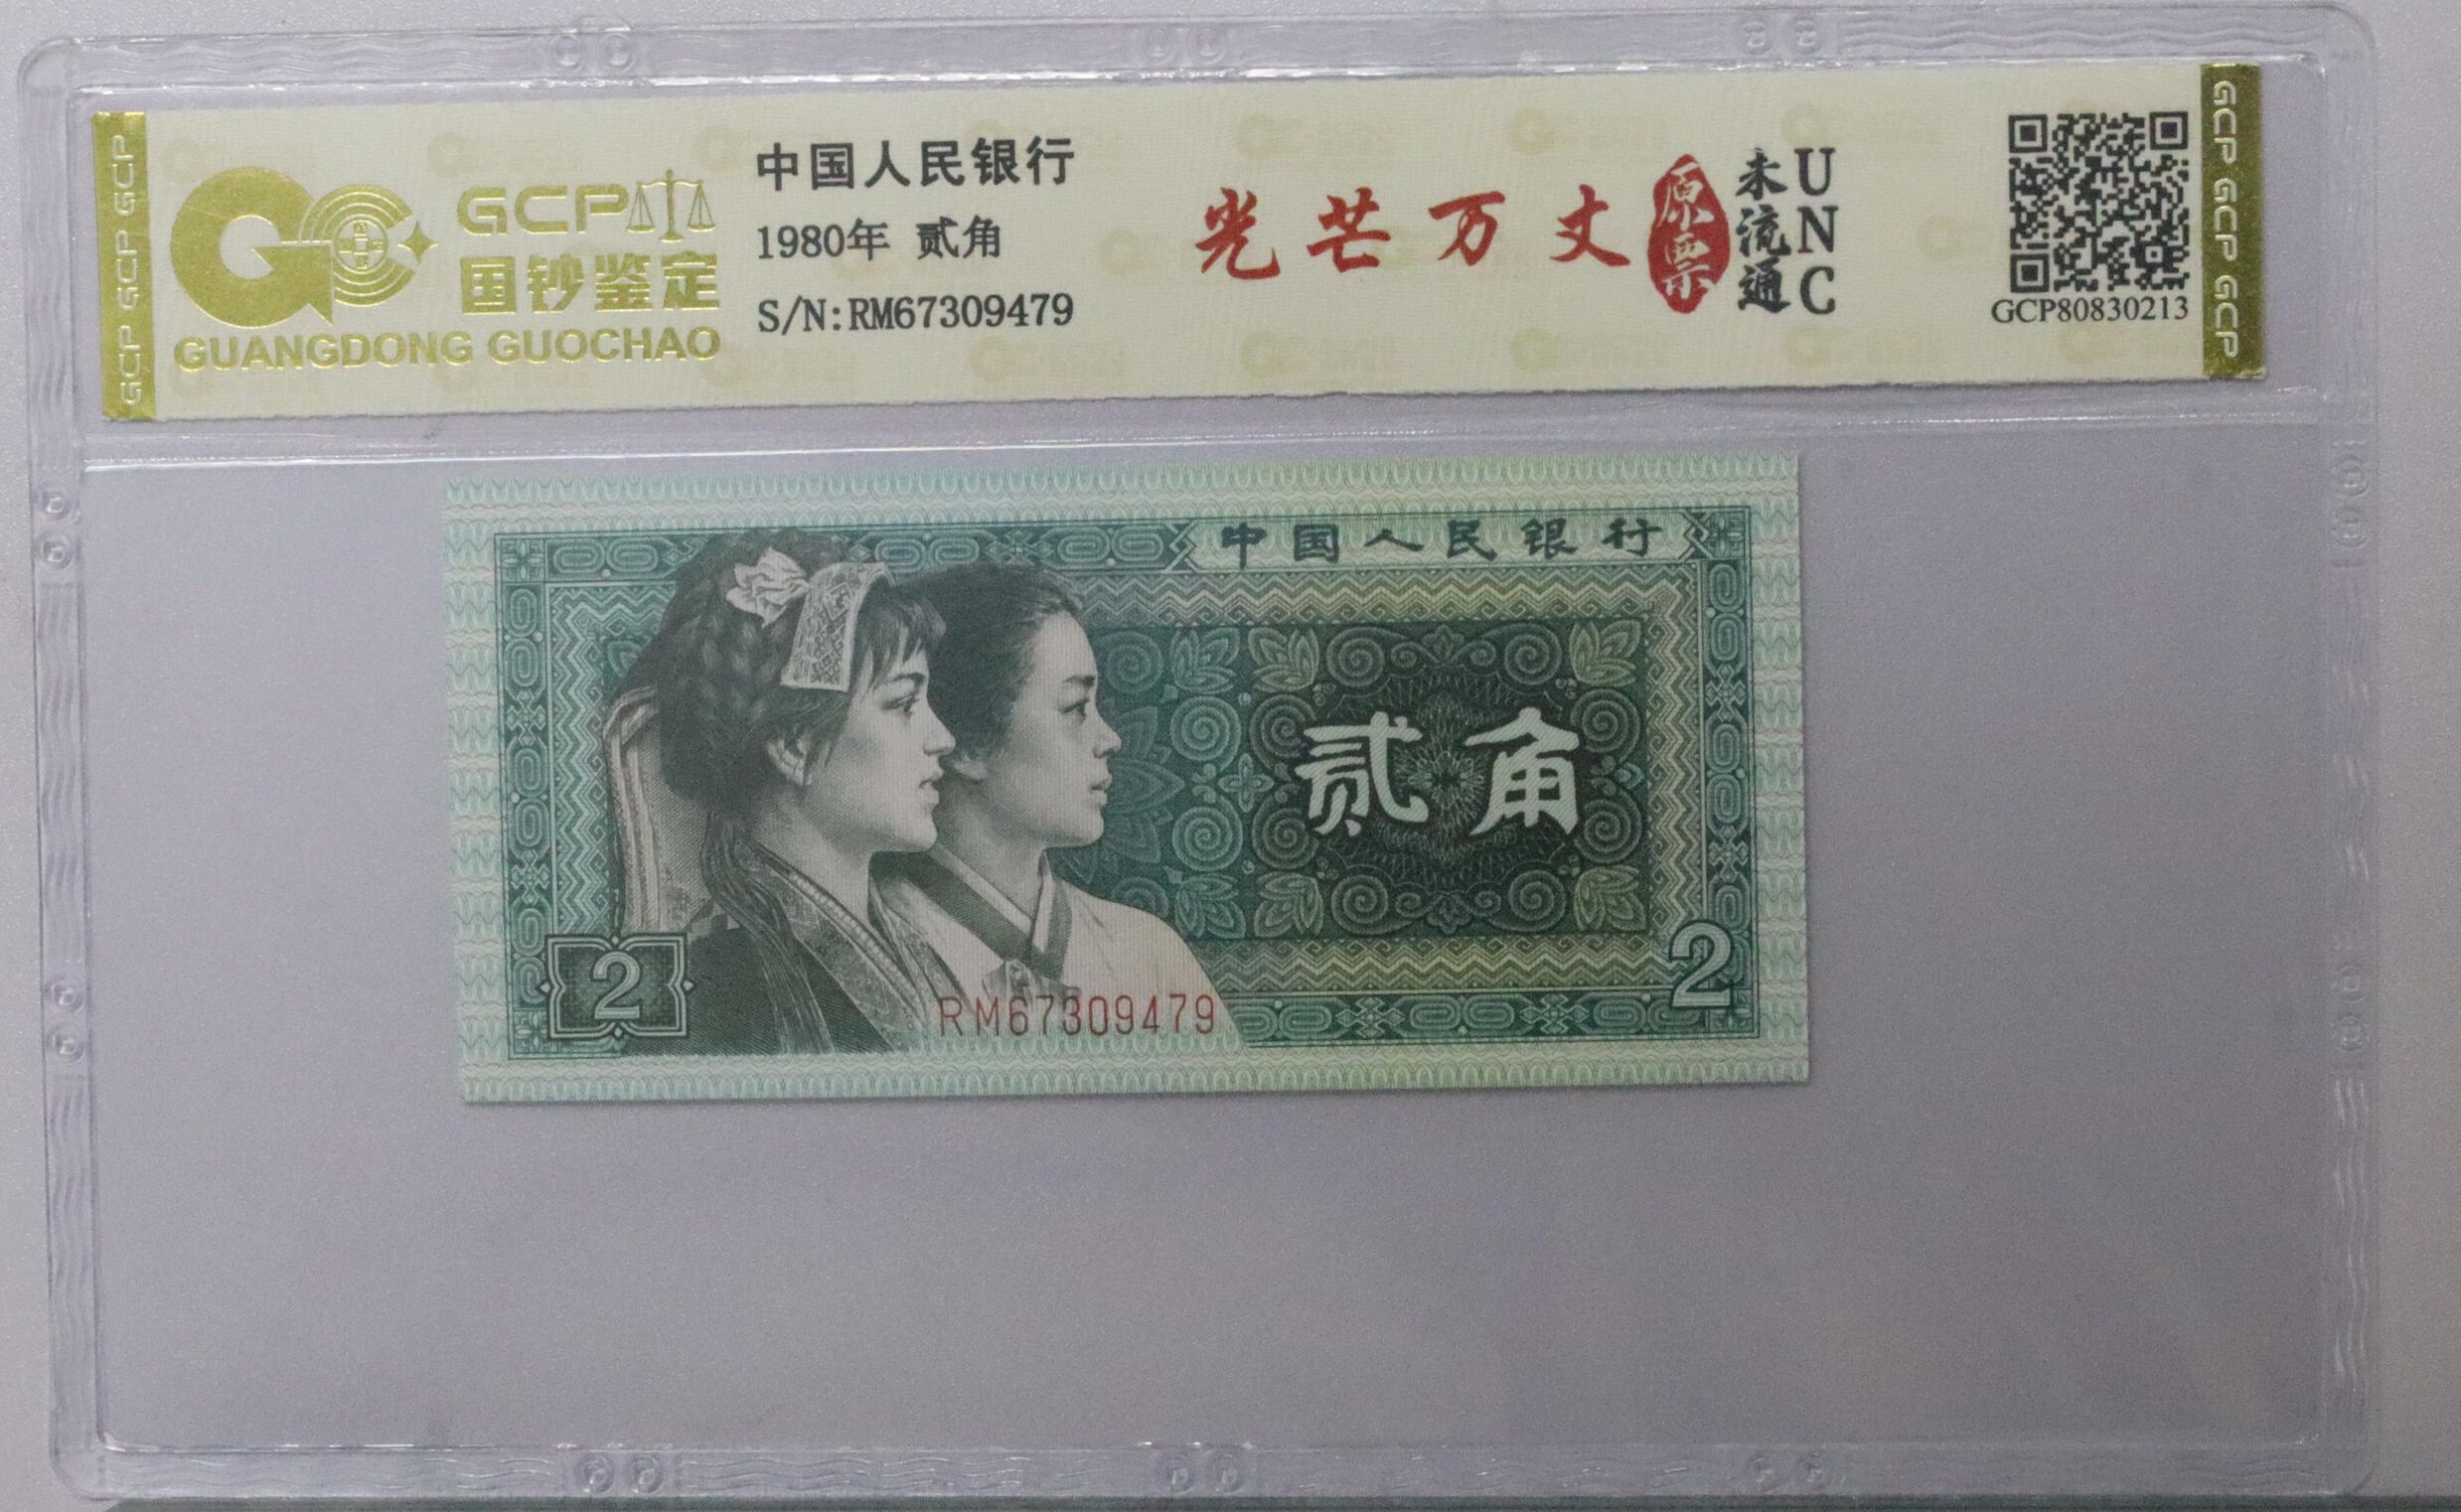 GCP GCP GCP
GCP
国钞鉴定
GUANGDONG GUOCHAO
中国人民银行
1980年 贰角
S/N:RM67309479
光芒万丈
原票
未流通
UNC
GCP80830213
GCP GCP GCP
中国人民银行
贰角
2
2
RM67309479